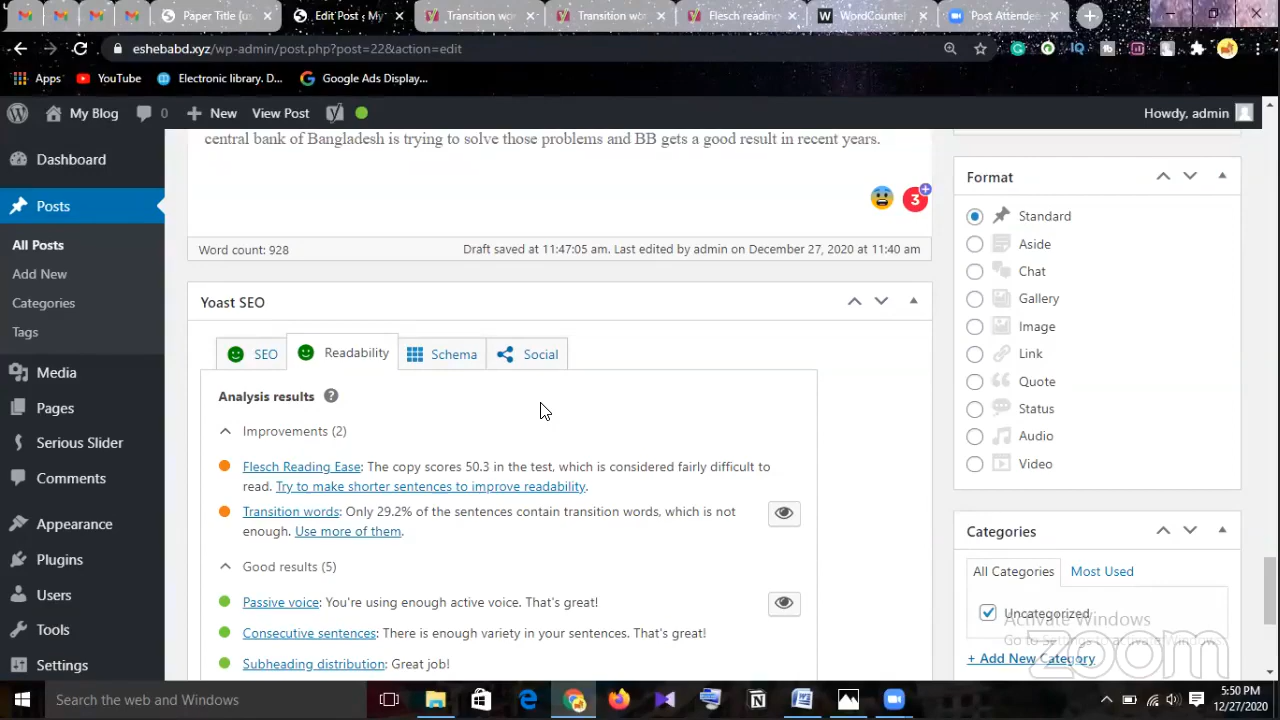 Paper Title (us
Edit Post ‹ My
Transition wor
Transition wor
Flesch readin
WordCounter
Post Attendee
eshebabd.xyz/wp-admin/post.php?post=22&action=edit
Apps YouTube Electronic library. D... Google Ads Display...
My Blog 0 New View Post Howdy, admin
Dashboard
Posts
All Posts
Add New
Categories
Tags
Media
Pages
Serious Slider
Comments
Appearance
Plugins
Users
Tools
Settings
central bank of Bangladesh is trying to solve those problems and BB gets a good result in recent years.
3
Word count: 928 Draft saved at 11:47:05 am. Last edited by admin on December 27, 2020 at 11:40 am
Yoast SEO
SEO Readability Schema Social
Analysis results ?
Improvements (2)
Flesch Reading Ease: The copy scores 50.3 in the test, which is considered fairly difficult to
read. Try to make shorter sentences to improve readability.
Transition words: Only 29.2% of the sentences contain transition words, which is not
enough. Use more of them.
Good results (5)
Passive voice: You're using enough active voice. That's great!
Consecutive sentences: There is enough variety in your sentences. That's great!
Subheading distribution: Great job!
Format
Standard
Aside
Chat
Gallery
Image
Link
Quote
Status
Audio
Video
Categories
All Categories Most Used
Uncategorized
+ Add New Category
Activate Windows
Go to Settings to activate Windows.
zoom
Search the web and Windows
5:50 PM
12/27/2020